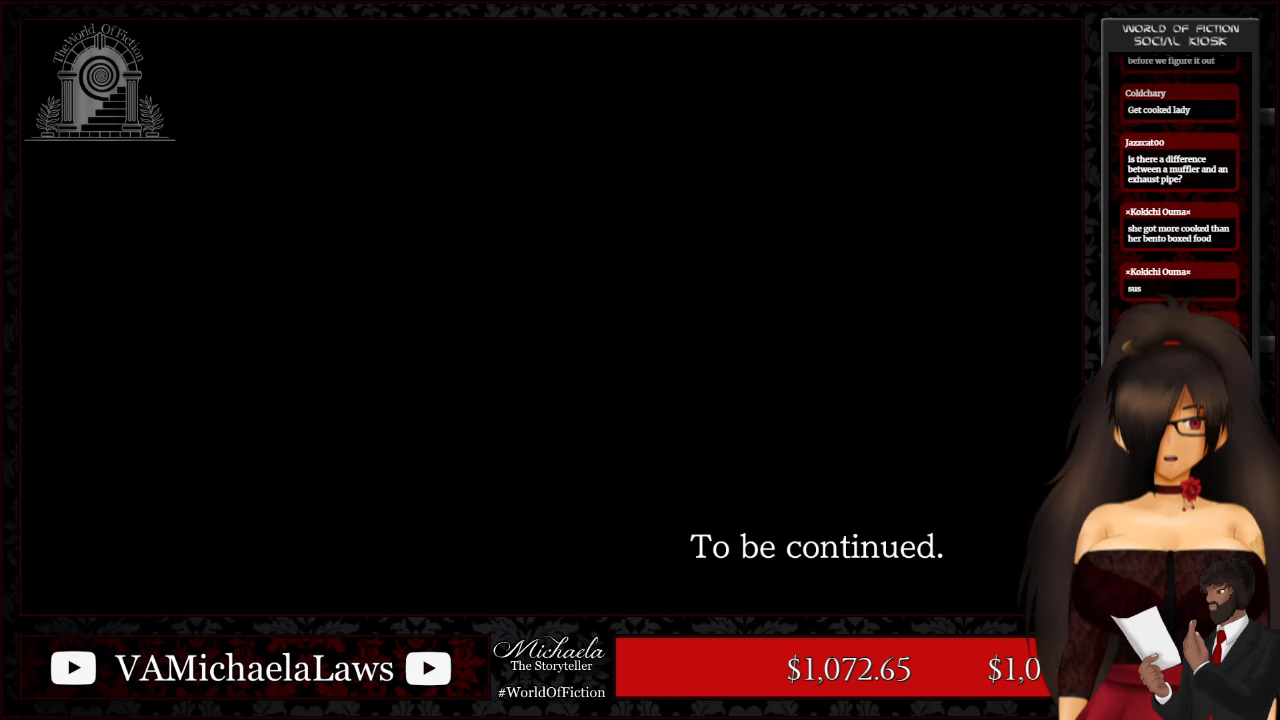 The World Of Fiction
WORLD OF FICTION
SOCIAL KIOSK
before we figure it out
Coldchary
Get cooked lady
Jazzcat00
is there a difference
between a muffler and an
exhaust pipe?
×Kokichi Ouma×
she got more cooked than
her bento boxed food
×Kokichi Ouma×
sus
To be continued.
VAMichaelaLaws
Michaela
The Storyteller
#WorldOfFiction
$1,072.65
$1,0